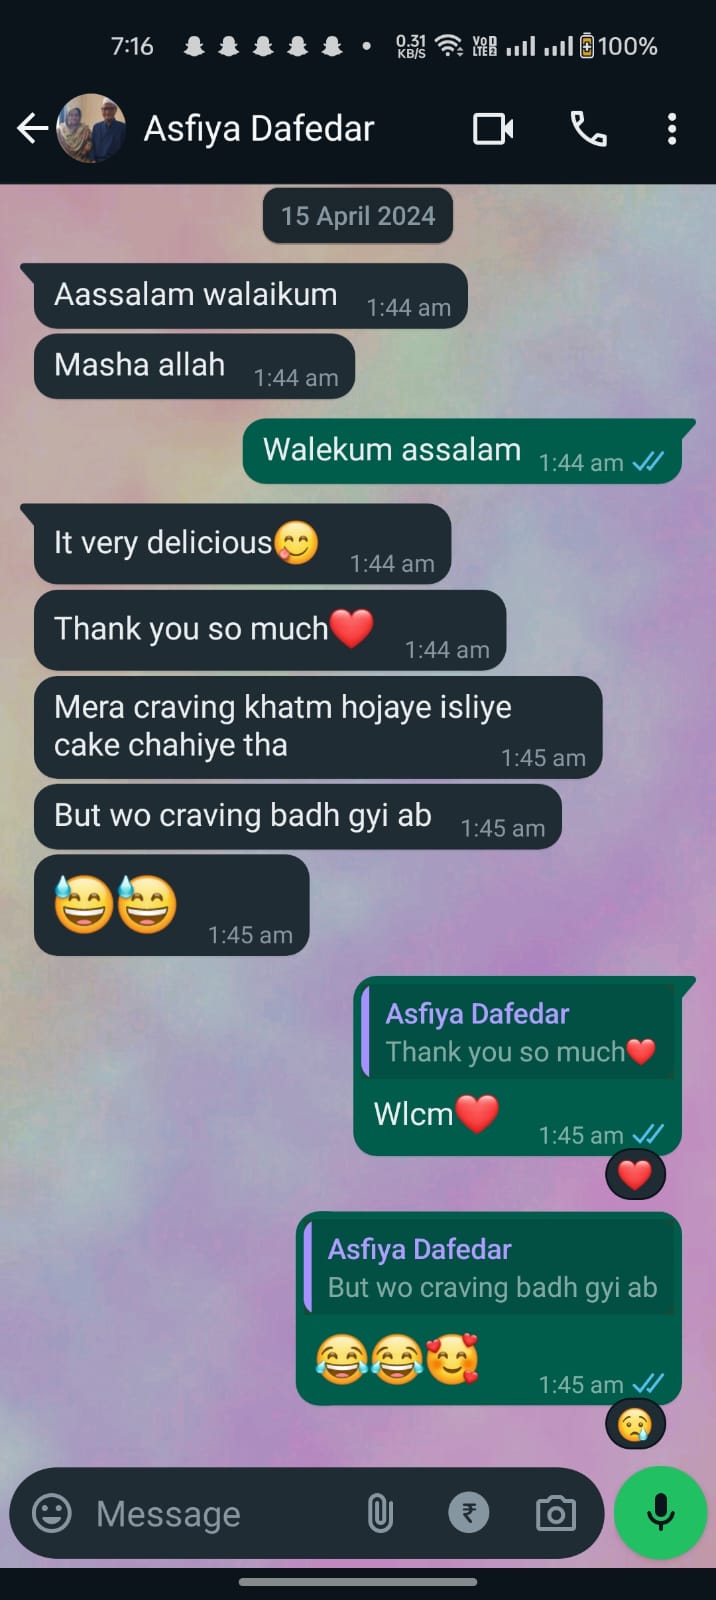 7:16
0.31
KB/S
VoD
LTE2
100%
Asfiya Dafedar
15 April 2024
Aassalam walaikum
1:44 am
Masha allah
1:44 am
Walekum assalam
1:44 am
It very delicious😋
1:44 am
Thank you so much❤️
1:44 am
Mera craving khatm hojaye isliye
cake chahiye tha
1:45 am
But wo craving badh gyi ab
1:45 am
😅😅
1:45 am
Asfiya Dafedar
Thank you so much❤️
Wlcm❤️
1:45 am
❤️
Asfiya Dafedar
But wo craving badh gyi ab
😂😂🥰
1:45 am
😢
Message
₹